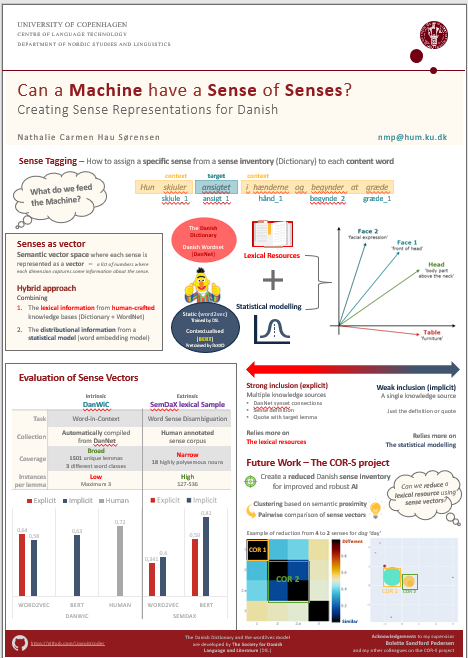 UNIVERSITY OF COPENHAGEN
CENTRE OF LANGUAGE TECHNOLOGY
DEPARTMENT OF NORDIC STUDIES AND LINGUISTICS
Can a Machine have a Sense of Senses?
Creating Sense Representations for Danish
Nathalie Carmen Hau Sørensen
nmp@hum.ku.dk
Sense Tagging – How to assign a specific sense from a sense inventory (Dictionary) to each content word
What do we feed
the Machine?
context target context
Hun skjuler ansigtet i hænderne og begynder at græde
skjule_1 ansigt_1 hånd_1 begynde_2 græde_1
Senses as vector
Semantic vector space where each sense is
represented as a vector – a list of numbers where
each dimension captures some information about the sense.
Hybrid approach
Combining
1. The lexical information from human-crafted
knowledge bases (Dictionary + WordNet)
2. The distributional information from a
statistical model (word embedding model)
The Danish
Dictionary
Danish Wordnet
(DanNet)
Static (word2vec)
Trained by DSL
Contextualised
(BERT)
Pretrained by BotXO
Lexical Resources
Statistical modelling
Face 2
'facial expression'
Face 1
'front of head'
Head
'body part
above the neck'
Table
'furniture'
Evaluation of Sense Vectors
Intrinsic
DanWiC
Extrinsic
SemDaX lexical Sample
Task
Word-in-Context
Word Sense Disambiguation
Collection
Automatically compiled
from DanNet
Human annotated
sense corpus
Coverage
Broad
1501 unique lemmas
3 different word classes
Narrow
18 highly polysemous nouns
Instances
per lemma
Low
Maximum 3
High
127-536
Explicit Implicit Human
Explicit Implicit
0,64
0,58
0,72
0,4
0,58
0,81
WORD2VEC BERT HUMAN WORD2VEC BERT
DANWIC SEMDAX
Strong inclusion (explicit)
Multiple knowledge sources
• DanNet synset connections
• Sense definition
• Quote with target lemma
Relies more on
The lexical resources
Weak inclusion (implicit)
A single knowledge source
Just the definition or quote
Relies more on
The statistical model
Future Work – The COR-S project
Create a reduced Danish sense inventory
for improved and robust AI
Clustering based on semantic proximity
Pairwise comparison of sense vectors
Can we reduce a
lexical resource using
sense vectors?
Example of reduction from 4 to 2 senses for dag 'day'
COR 1
COR 2
Different
Similar
COR 1
COR 2
The Danish Dictionary and the word2vec model
are developed by The Society for Danish
Language and Literature (DSL)
Acknowledgements to my supervisor
Bolette Sandford Pedersen
and my other colleagues on the COR-S project